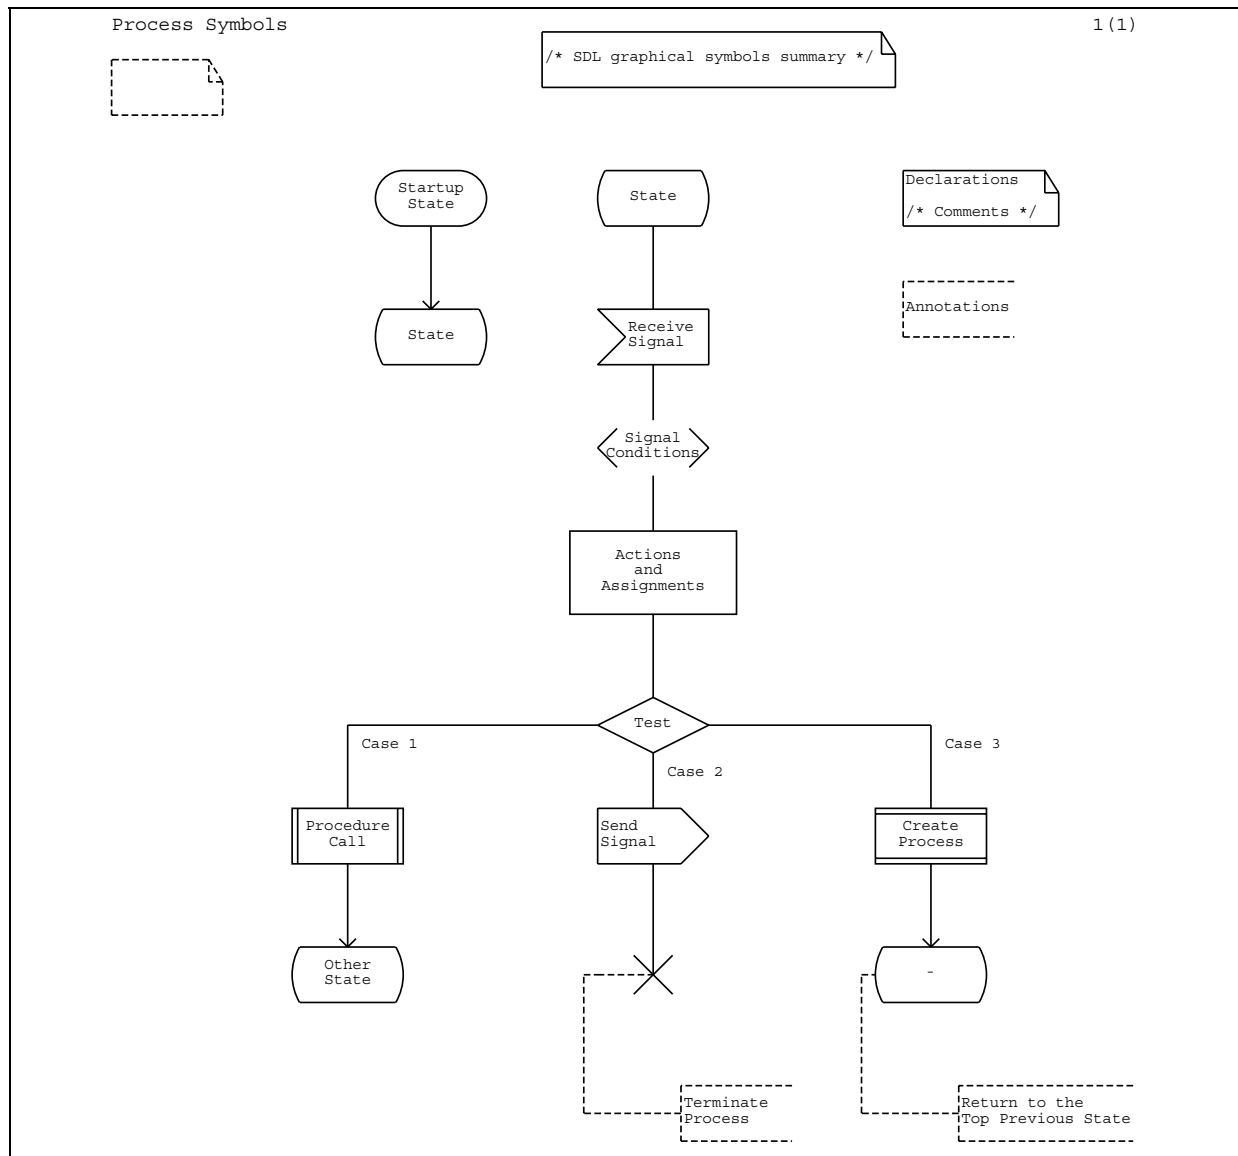 Process Symbols
1(1)
/* SDL graphical symbols summary */
Startup
State
State
Declarations
/* Comments */
State
Receive
Signal
Annotations
Signal
Conditions
Actions
and
Assignments
Test
Case 1
Case 2
Case 3
Procedure
Call
Send
Signal
Create
Process
Other
State
-
Terminate
Process
Return to the
Top Previous State